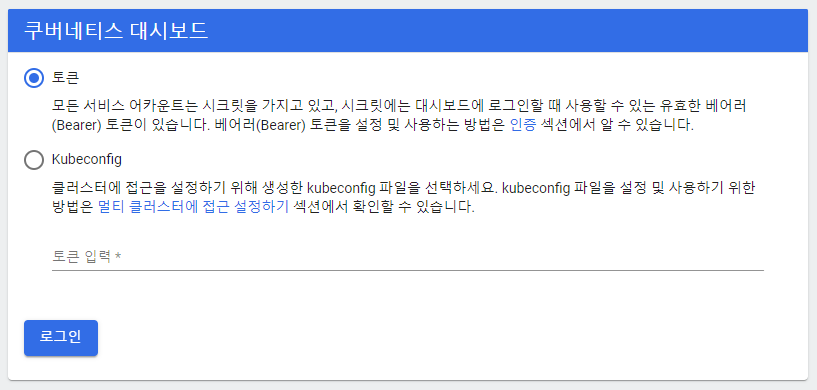 쿠버네티스 대시보드
토큰
모든 서비스 어카운트는 시크릿을 가지고 있고, 시크릿에는 대시보드에 로그인할 때 사용할 수 있는 유효한 베어러
(Bearer) 토큰이 있습니다. 베어러(Bearer) 토큰을 설정 및 사용하는 방법은 인증 섹션에서 알 수 있습니다.
Kubeconfig
클러스터에 접근을 설정하기 위해 생성한 kubeconfig 파일을 선택하세요. kubeconfig 파일을 설정 및 사용하기 위한
방법은 멀티 클러스터에 접근 설정하기 섹션에서 확인할 수 있습니다.
토큰 입력 *
로그인